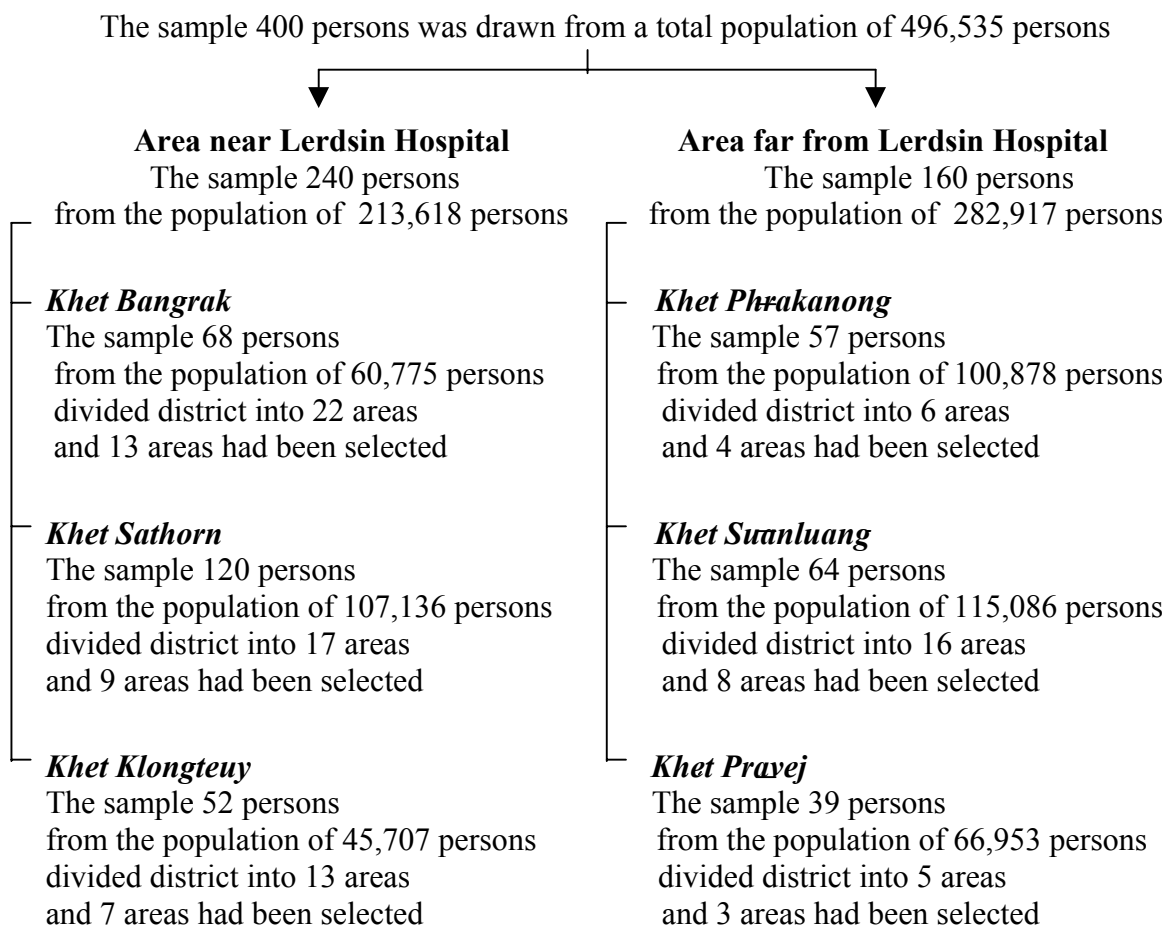 The sample 400 persons was drawn from a total population of 496,535 persons
Area near Lerdsin Hospital
The sample 240 persons
from the population of 213,618 persons
Khet Bangrak
The sample 68 persons
from the population of 60,775 persons
divided district into 22 areas
and 13 areas had been selected
Khet Sathorn
The sample 120 persons
from the population of 107,136 persons
divided district into 17 areas
and 9 areas had been selected
Khet Klongteuy
The sample 52 persons
from the population of 45,707 persons
divided district into 13 areas
and 7 areas had been selected
Area far from Lerdsin Hospital
The sample 160 persons
from the population of 282,917 persons
Khet Phrakanong
The sample 57 persons
from the population of 100,878 persons
divided district into 6 areas
and 4 areas had been selected
Khet Suanluang
The sample 64 persons
from the population of 115,086 persons
divided district into 16 areas
and 8 areas had been selected
Khet Pravej
The sample 39 persons
from the population of 66,953 persons
divided district into 5 areas
and 3 areas had been selected